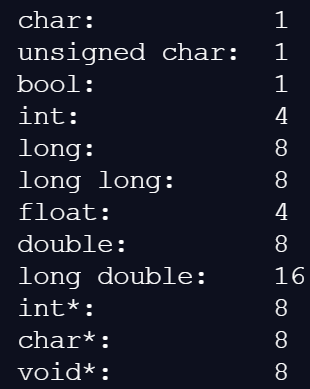 char: 1
unsigned char: 1
bool: 1
int: 4
long: 8
long long: 8
float: 4
double: 8
long double: 16
int*: 8
char*: 8
void*: 8